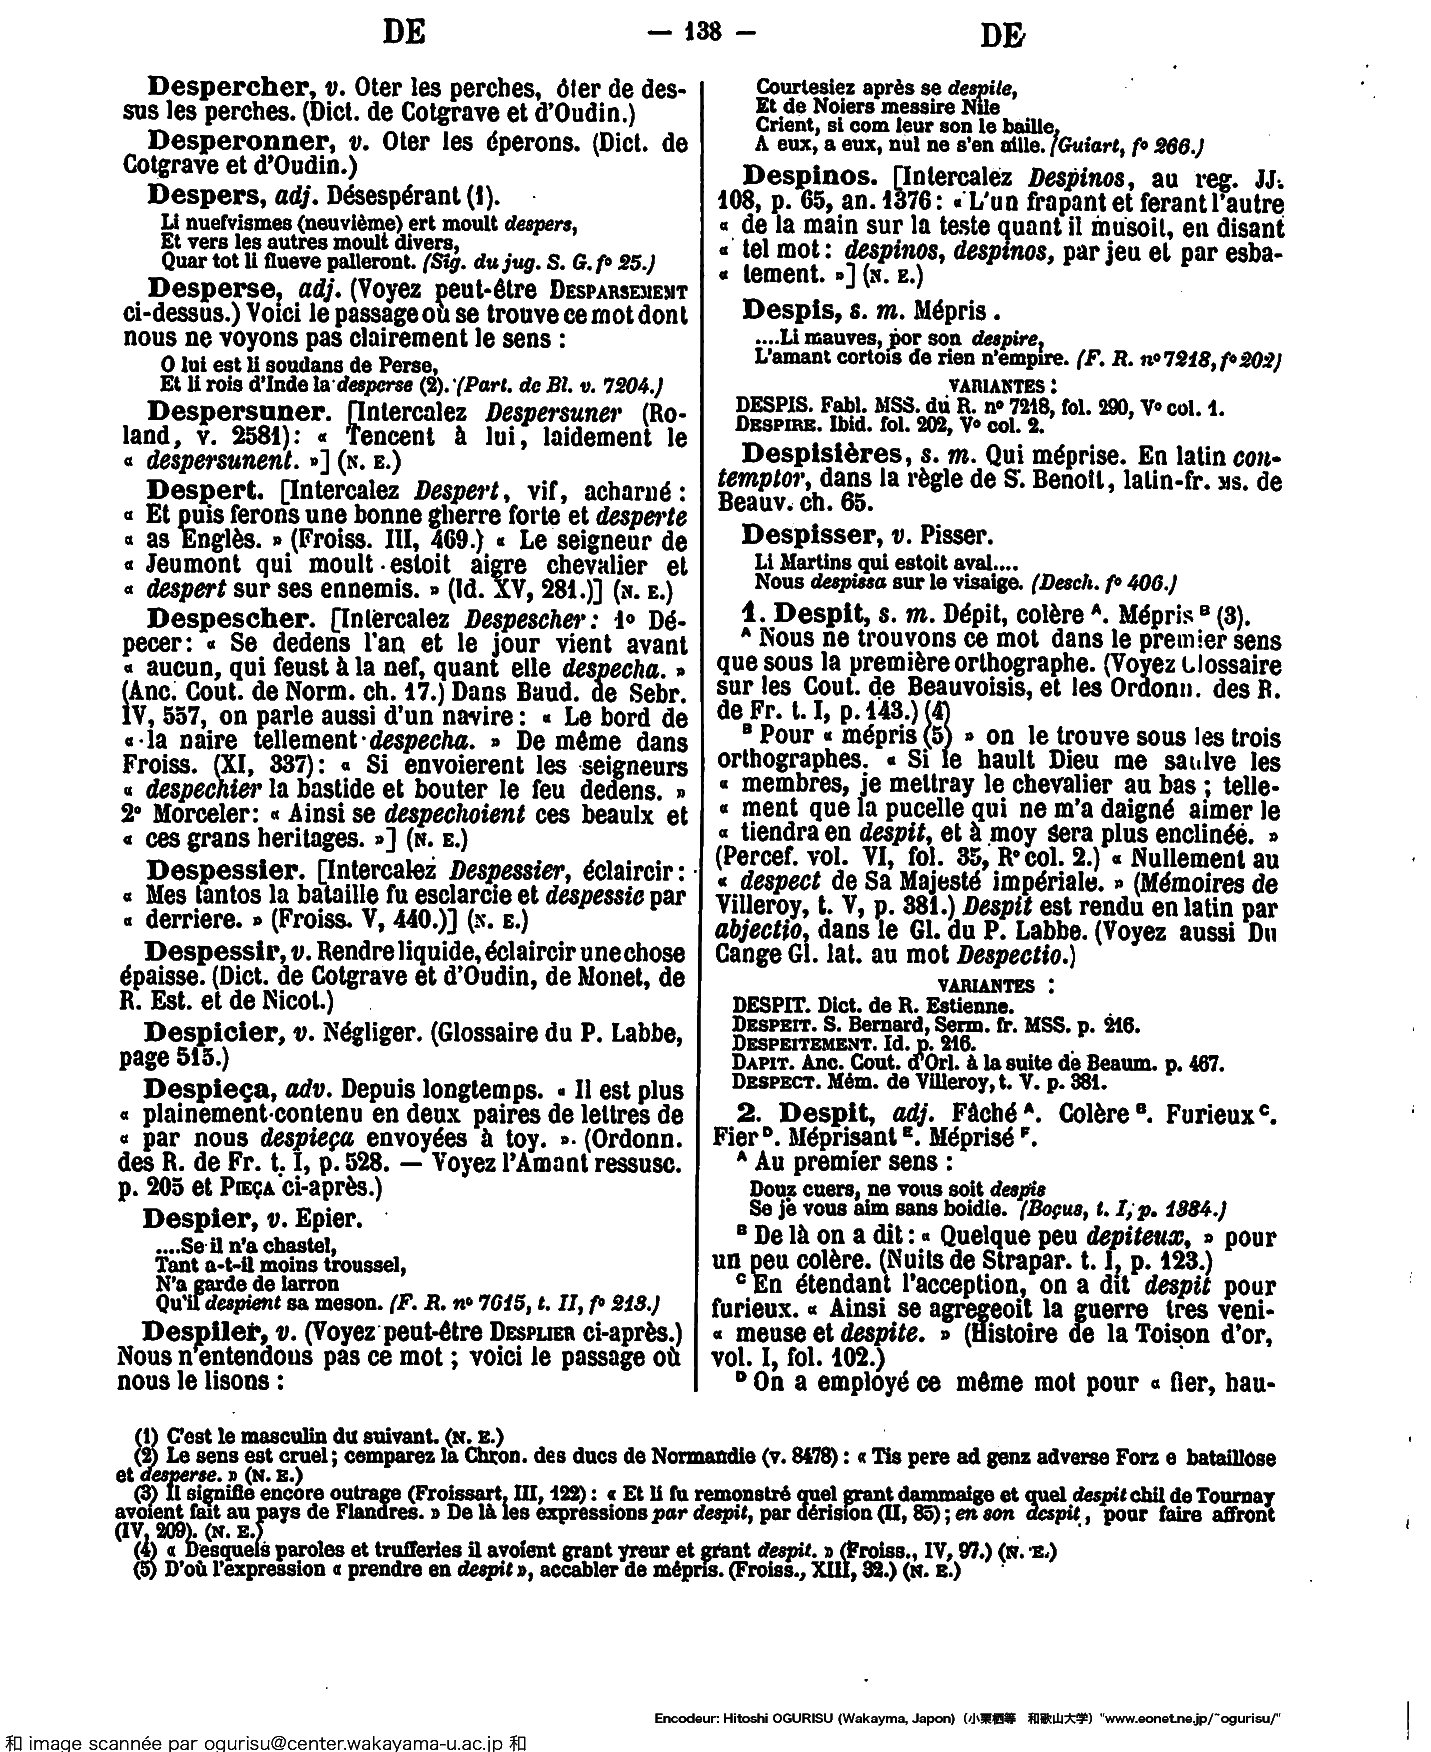 DE — 138 — DE
Despercher, v. Oter les perches, ôter de des-
sus les perches. (Dict. de Cotgrave et d'Oudin.)
Desperonner, v. Oter les éperons. (Dict. de
Cotgrave et d'Oudin.)
Despers, adj. Désespérant (1).
Li nuefvismes (neuvième) ert moult despers,
Et vers les autres moult divers,
Quar tot li flueve palleront. (Sig. du jug. S. G. fo 25.)
Desperse, adj. (Voyez peut-être DESPARSEMENT
ci-dessus.) Voici le passage où se trouve ce mot dont
nous ne voyons pas clairement le sens :
O lui est li soudans de Perse,
Et li rois d'Inde la desperse (2). (Part. de Bl. v. 7204.)
Despersuner. [Intercalez Despersuner (Ro-
land, v. 2581): « Tencent à lui, laidement le
« despersunent. »] (N. E.)
Despert. [Intercalez Despert, vif, acharné :
« Et puis ferons une bonne gherre forte et desperte
« as Englès. » (Froiss. III, 469.) « Le seigneur de
« Jeumont qui moult estoit aigre chevalier et
« despert sur ses ennemis. » (Id. XV, 281.)] (N. E.)
Despescher. [Intercalez Despescher : 1o Dé-
pecer: « Se dedens l'an et le jour vient avant
« aucun, qui feust à la nef, quant elle despecha. »
(Anc. Cout. de Norm. ch. 17.) Dans Baud. de Sebr.
IV, 557, on parle aussi d'un navire : « Le bord de
« la naire tellement despecha. » De même dans
Froiss. (XI, 337): « Si envoierent les seigneurs
« despechier la bastide et bouter le feu dedens. »
2o Morceler: « Ainsi se despechoient ces beaulx et
« ces grans heritages. »] (N. E.)
Despessier. [Intercalez Despessier, éclaircir :
« Mes tantos la bataille fu esclarcie et despessie par
« derriere. » (Froiss. V, 440.)] (N. E.)
Despessir, v. Rendre liquide, éclaircir une chose
épaisse. (Dict. de Cotgrave et d'Oudin, de Monet, de
R. Est. et de Nicot.)
Despicier, v. Négliger. (Glossaire du P. Labbe,
page 515.)
Despieça, adv. Depuis longtemps. « Il est plus
« plainement contenu en deux paires de lettres de
« par nous despieça envoyées à toy. ». (Ordonn.
des R. de Fr. t. I, p. 528. — Voyez l'Amant ressusc.
p. 205 et PIEÇA ci-après.)
Despier, v. Epier.
....Se il n'a chastel,
Tant a-t-il moins troussel,
N'a garde de larron
Qu'il despient sa meson. (F. R. no 7615, t. II, fo 213.)
Despiler, v. (Voyez peut-être DESPLIER ci-après.)
Nous n'entendons pas ce mot ; voici le passage où
nous le lisons :
Courtesiez après se despile,
Et de Noiers messire Nile
Crient, si com leur son le baille,
A eux, a eux, nul ne s'en aille. (Guiart, fo 266.)
Despinos. [Intercalez Despinos, au reg. JJ.
108, p. 65, an. 1376 : « L'un frapant et ferant l'autre
« de la main sur la teste quant il musoit, en disant
« tel mot : despinos, despinos, par jeu et par esba-
« tement. »] (N. E.)
Despis, s. m. Mépris .
....Li mauves, por son despire,
L'amant cortois de rien n'empire. (F. R. no 7218, fo 202)
VARIANTES :
DESPIS. Fabl. MSS. du R. no 7218, fol. 290, Vo col. 1.
DESPIRE. Ibid. fol. 202, Vo col. 2.
Despisières, s. m. Qui méprise. En latin con-
temptor, dans la règle de S. Benoit, latin-fr. MS. de
Beauv. ch. 65.
Despisser, v. Pisser.
Li Martins qui estoit aval....
Nous despissa sur le visaige. (Desch. fo 406.)
1. Despit, s. m. Dépit, colère A. Mépris B (3).
A Nous ne trouvons ce mot dans le premier sens
que sous la première orthographe. (Voyez Glossaire
sur les Cout. de Beauvoisis, et les Ordonn. des R.
de Fr. t. I, p. 143.) (4)
B Pour « mépris (5) » on le trouve sous les trois
orthographes. « Si le hault Dieu me saulve les
« membres, je mettray le chevalier au bas ; telle-
« ment que la pucelle qui ne m'a daigné aimer le
« tiendra en despit, et à moy sera plus enclinée. »
(Percef. vol. VI, fol. 35, Ro col. 2.) « Nullement au
« despect de Sa Majesté impériale. » (Mémoires de
Villeroy, t. V, p. 381.) Despit est rendu en latin par
abjectio, dans le Gl. du P. Labbe. (Voyez aussi Du
Cange Gl. lat. au mot Despectio.)
VARIANTES :
DESPIT. Dict. de R. Estienne.
DESPEIT. S. Bernard, Serm. fr. MSS. p. 216.
DESPEITEMENT. Id. p. 216.
DAPIT. Anc. Cout. d'Orl. à la suite de Beaum. p. 467.
DESPECT. Mém. de Villeroy, t. V. p. 381.
2. Despit, adj. Fâché A. Colère B. Furieux C.
Fier D. Méprisant E. Méprisé F.
A Au premier sens :
Douz cuers, ne vous soit despis
Se je vous aim sans boidie. (Boçus, t. I, p. 1384.)
B De là on a dit : « Quelque peu depiteux, » pour
un peu colère. (Nuits de Strapar. t. I, p. 123.)
C En étendant l'acception, on a dit despit pour
furieux. « Ainsi se agregeoit la guerre tres veni-
« meuse et despite. » (Histoire de la Toison d'or,
vol. I, fol. 102.)
D On a employé ce même mot pour « fier, hau-
(1) C'est le masculin du suivant. (N. E.)
(2) Le sens est cruel ; comparez la Chron. des ducs de Normandie (v. 8478) : « Tis pere ad genz adverse Forz e bataillose
et desperse. » (N. E.)
(3) Il signifie encore outrage (Froissart, III, 122) : « Et li fu remonstré quel grant dammaige et quel despit chil de Tournay
avoient fait au pays de Flandres. » De là les expressions par despit, par dérision (II, 85) ; en son despit, pour faire affront
(IV, 209). (N. E.)
(4) « Desquels paroles et trufferies il avoient grant yreur et grant despit. » (Froiss., IV, 97.) (N. E.)
(5) D'où l'expression « prendre en despit », accabler de mépris. (Froiss., XIII, 32.) (N. E.)
Encodeur: Hitoshi OGURISU (Wakayma, Japon) (小栗栖等 和歌山大学) "www.eonet.ne.jp/~ogurisu/"
和 image scannée par ogurisu@center.wakayama-u.ac.jp 和